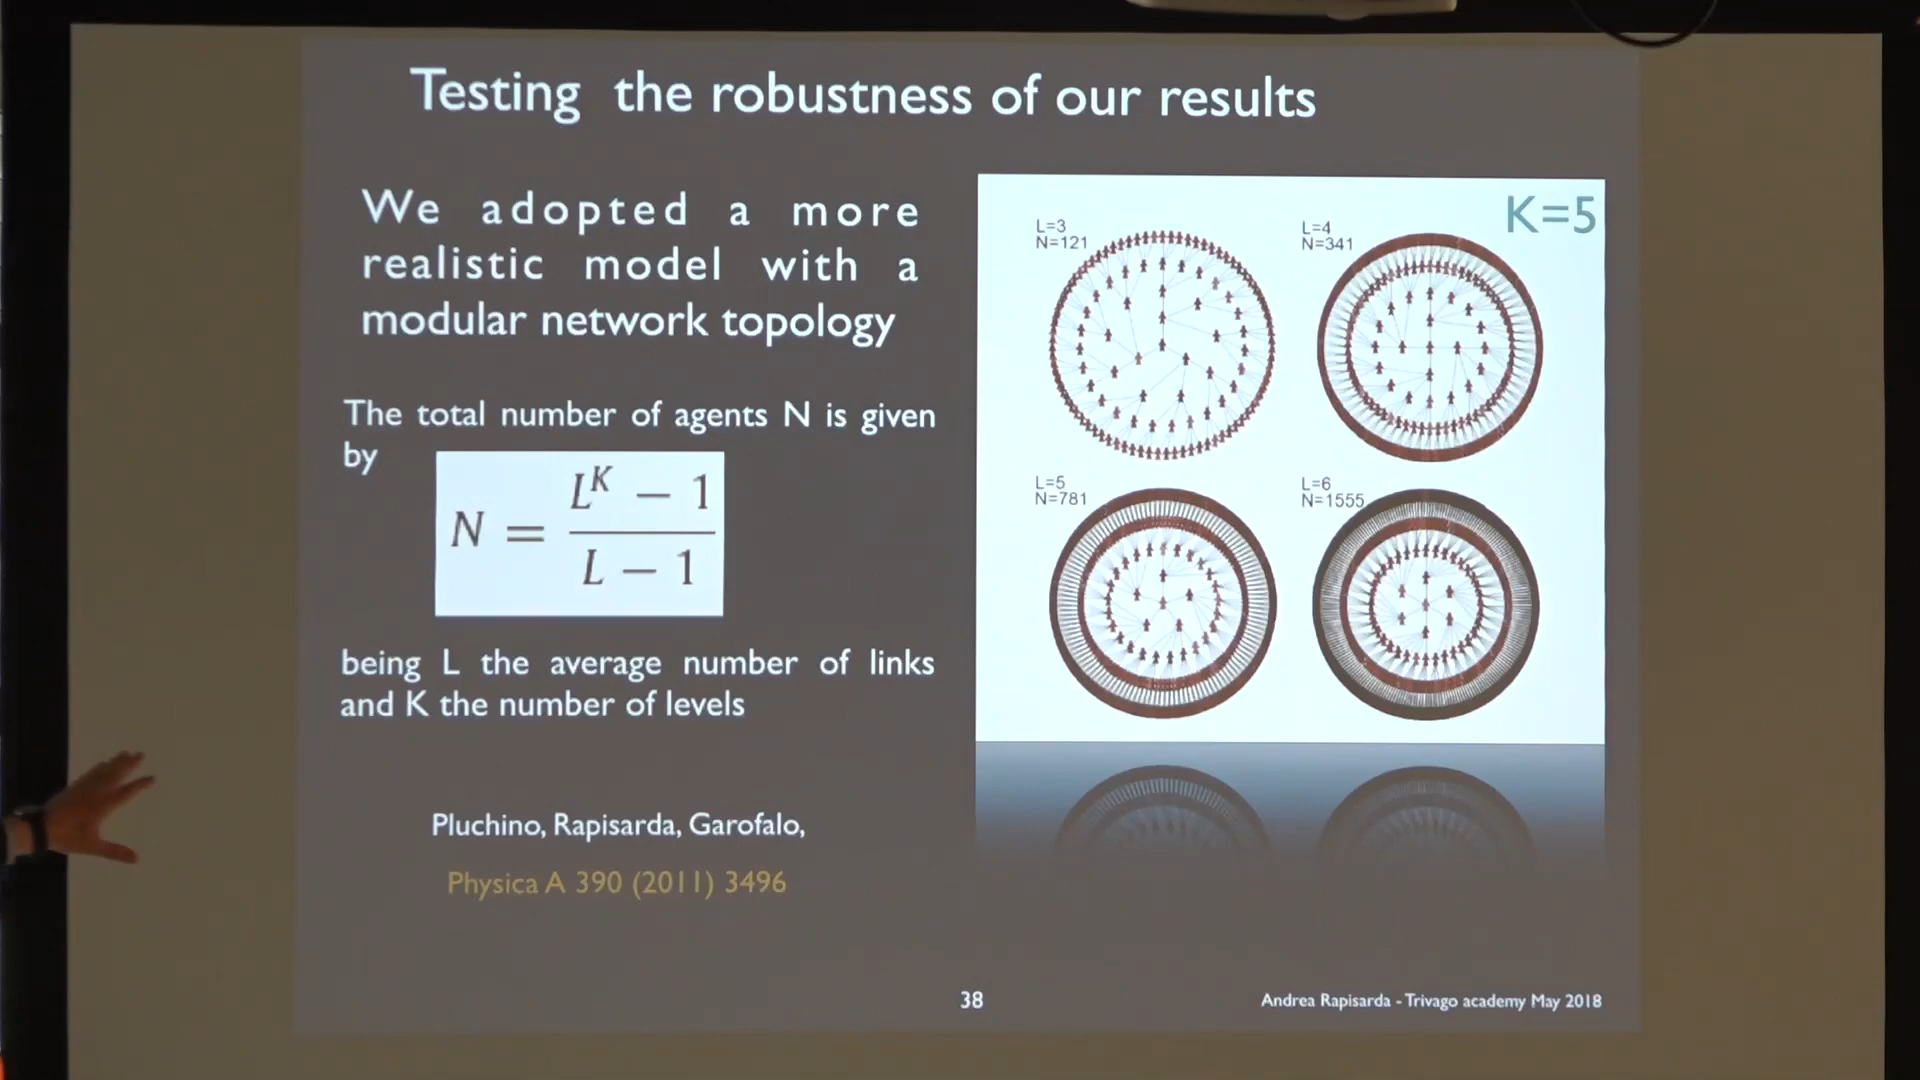 Testing the robustness of our results
We adopted a more
realistic model with a
modular network topology
The total number of agents N is given
by
N = \frac{L^K - 1}{L - 1}
being L the average number of links
and K the number of levels
Pluchino, Rapisarda, Garofalo,
Physica A 390 (2011) 3496
K=5
L=3
N=121
L=4
N=341
L=5
N=781
L=6
N=1555
38
Andrea Rapisarda - Trivago academy May 2018